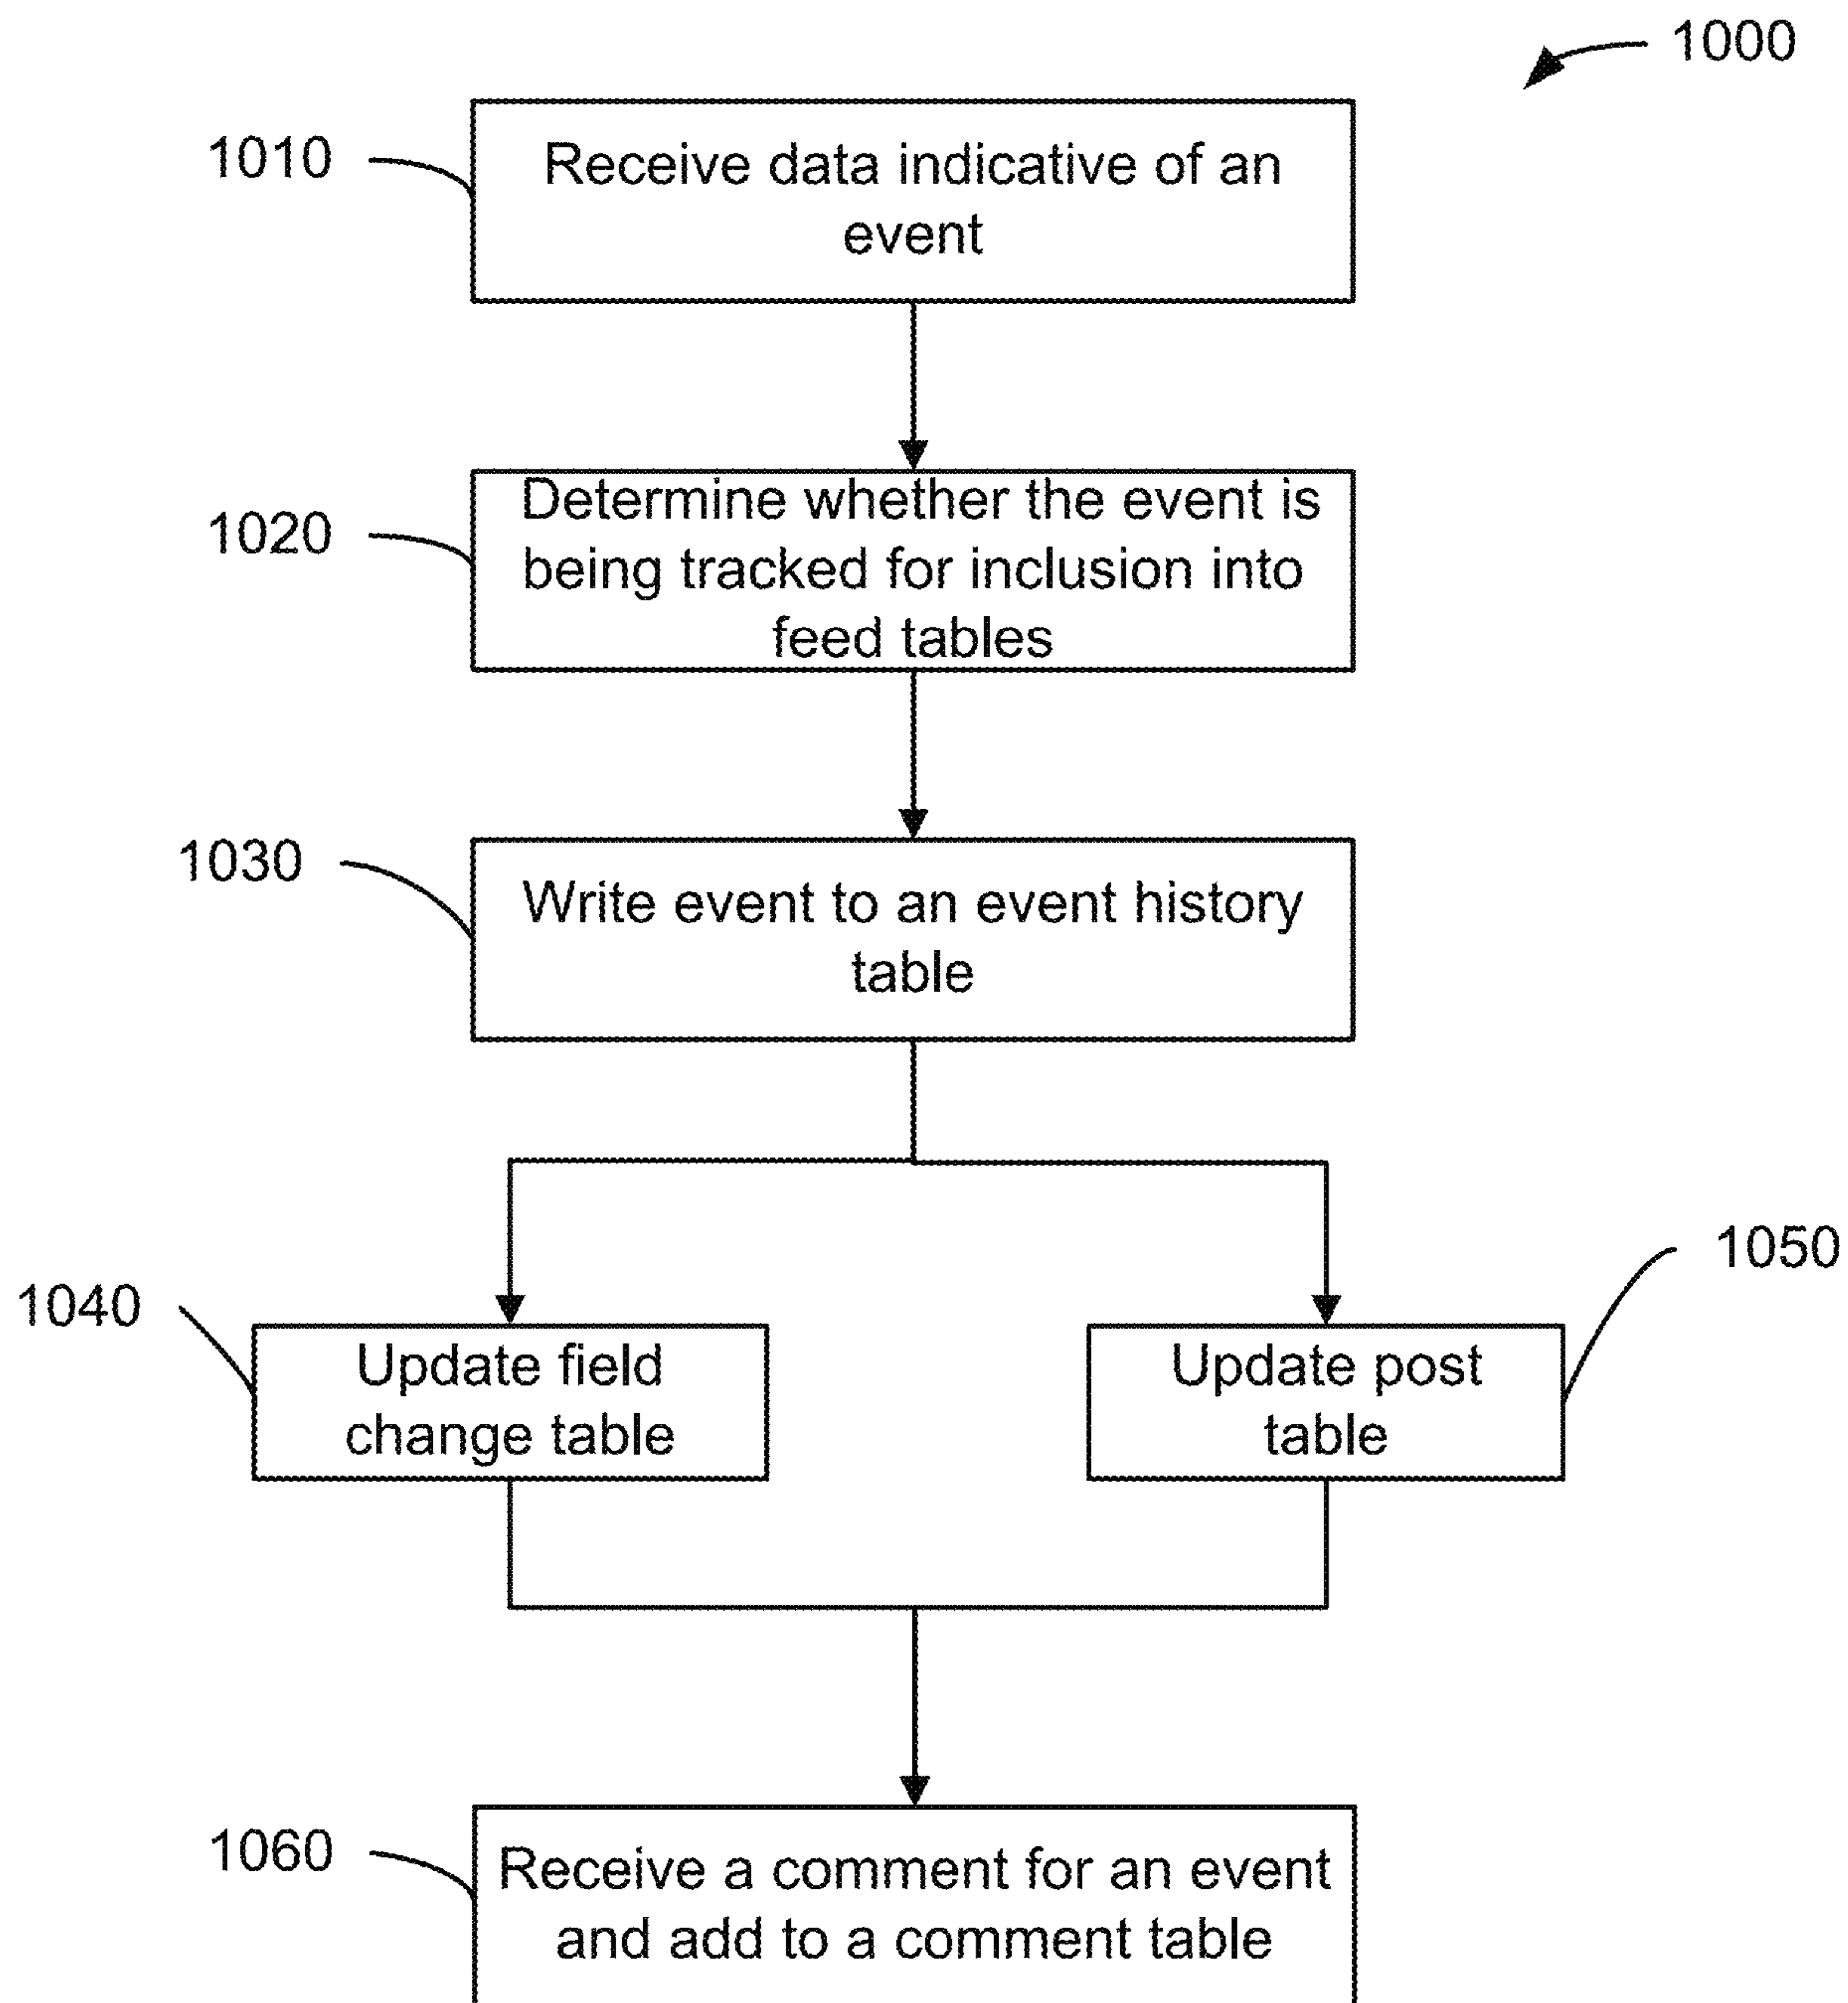 1000
1010
Receive data indicative of an
event
1020
Determine whether the event is
being tracked for inclusion into
feed tables
1030
Write event to an event history
table
1040
Update field
change table
1050
Update post
table
1060
Receive a comment for an event
and add to a comment table